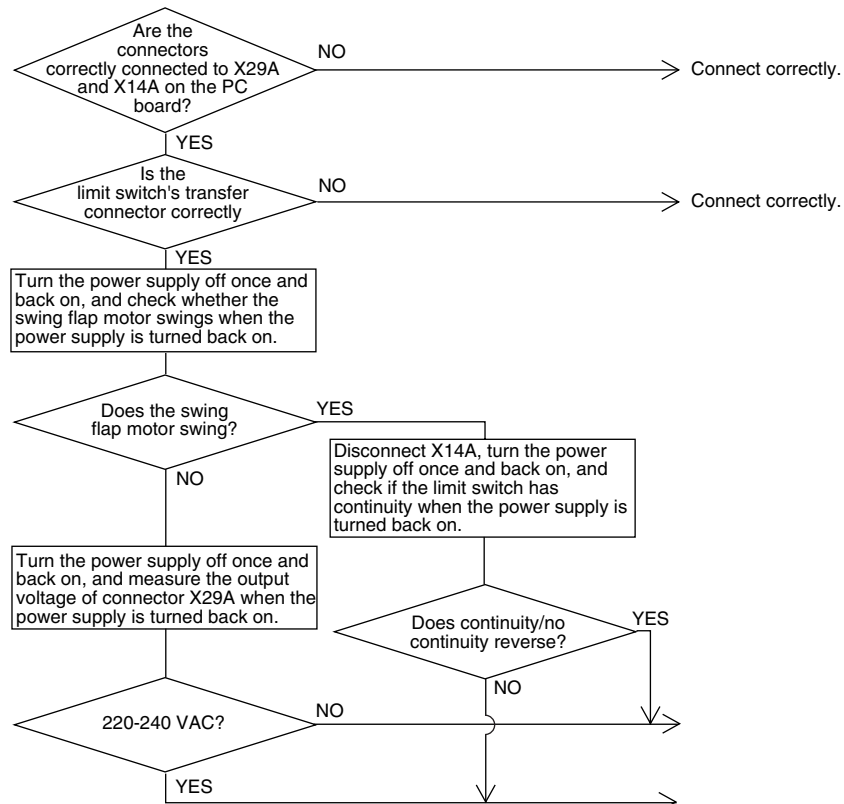 Are the
connectors
correctly connected to X29A
and X14A on the PC
board?
NO
Connect correctly.
YES
Is the
limit switch's transfer
connector correctly
NO
Connect correctly.
YES
Turn the power supply off once and
back on, and check whether the
swing flap motor swings when the
power supply is turned back on.
Does the swing
flap motor swing?
YES
NO
Disconnect X14A, turn the power
supply off once and back on, and
check if the limit switch has
continuity when the power supply is
turned back on.
Turn the power supply off once and
back on, and measure the output
voltage of connector X29A when the
power supply is turned back on.
Does continuity/no
continuity reverse?
YES
NO
220-240 VAC?
NO
YES